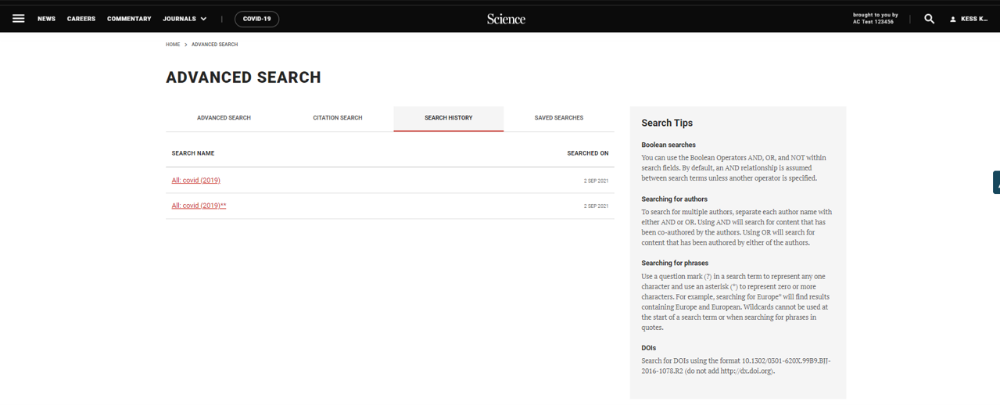 NEWS CAREERS COMMENTARY JOURNALS | COVID-19
Science
brought to you by
AC Test 123456
KESS K...
HOME > ADVANCED SEARCH
ADVANCED SEARCH
ADVANCED SEARCH CITATION SEARCH SEARCH HISTORY SAVED SEARCHES
SEARCH NAME SEARCHED ON
All: covid (2019) 2 SEP 2021
All: covid (2019)** 2 SEP 2021
Search Tips
Boolean searches
You can use the Boolean Operators AND, OR, and NOT within
search fields. By default, an AND relationship is assumed
between search terms unless another operator is specified.
Searching for authors
To search for multiple authors, separate each author name with
either AND or OR. Using AND will search for content that has
been co-authored by the authors. Using OR will search for
content that has been authored by either of the authors.
Searching for phrases
Use a question mark (?) in a search term to represent any one
character and use an asterisk (*) to represent zero or more
characters. For example, searching for Europe* will find results
containing Europe and European. Wildcards cannot be used at
the start of a search term or when searching for phrases in
quotes.
DOIs
Search for DOIs using the format 10.1302/0301-620X.99B9.BJJ-
2016-1078.R2 (do not add http://dx.doi.org).